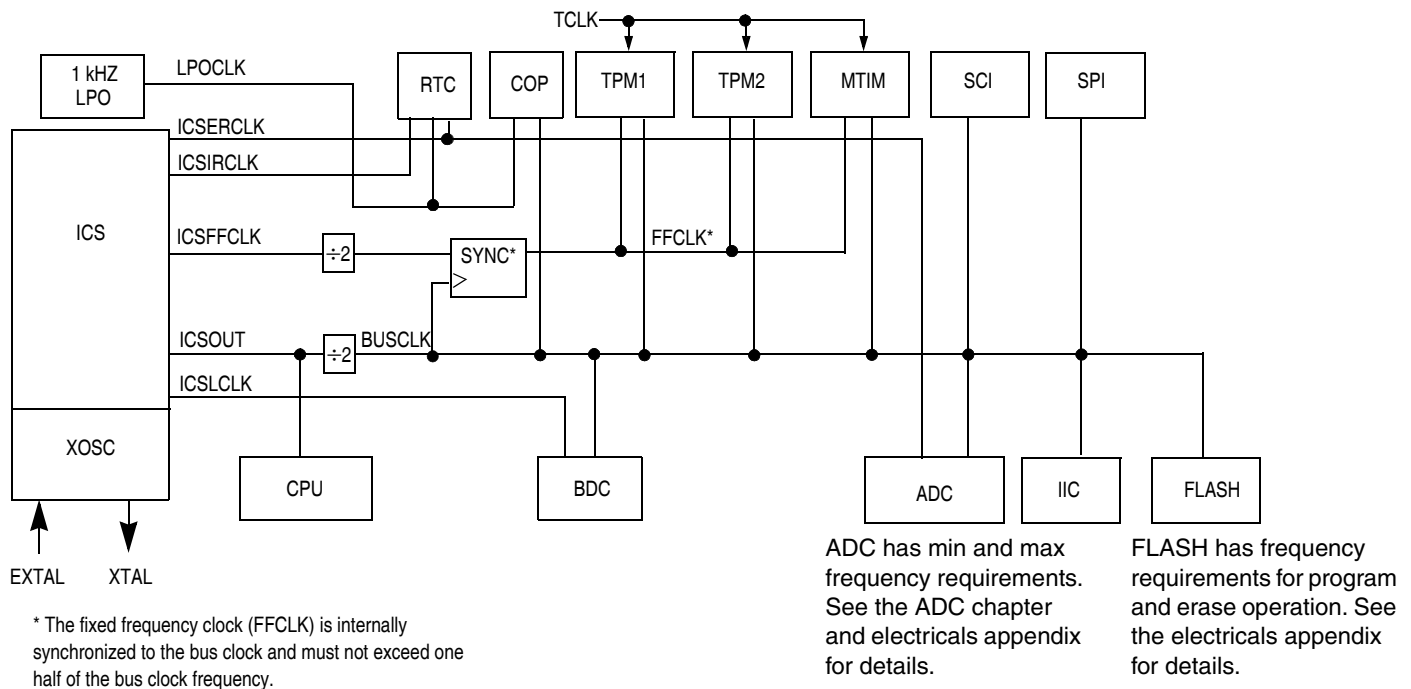 TCLK
1 kHZ
LPO
LPOCLK
RTC
COP
TPM1
TPM2
MTIM
SCI
SPI
ICSERCLK
ICSIRCLK
ICS
ICSFFCLK
÷2
SYNC*
FFCLK*
ICSOUT
÷2
BUSCLK
ICSLCLK
XOSC
CPU
BDC
ADC
IIC
FLASH
EXTAL
XTAL
ADC has min and max
frequency requirements.
See the ADC chapter
and electricals appendix
for details.
FLASH has frequency
requirements for program
and erase operation. See
the electricals appendix
for details.
* The fixed frequency clock (FFCLK) is internally
synchronized to the bus clock and must not exceed one
half of the bus clock frequency.